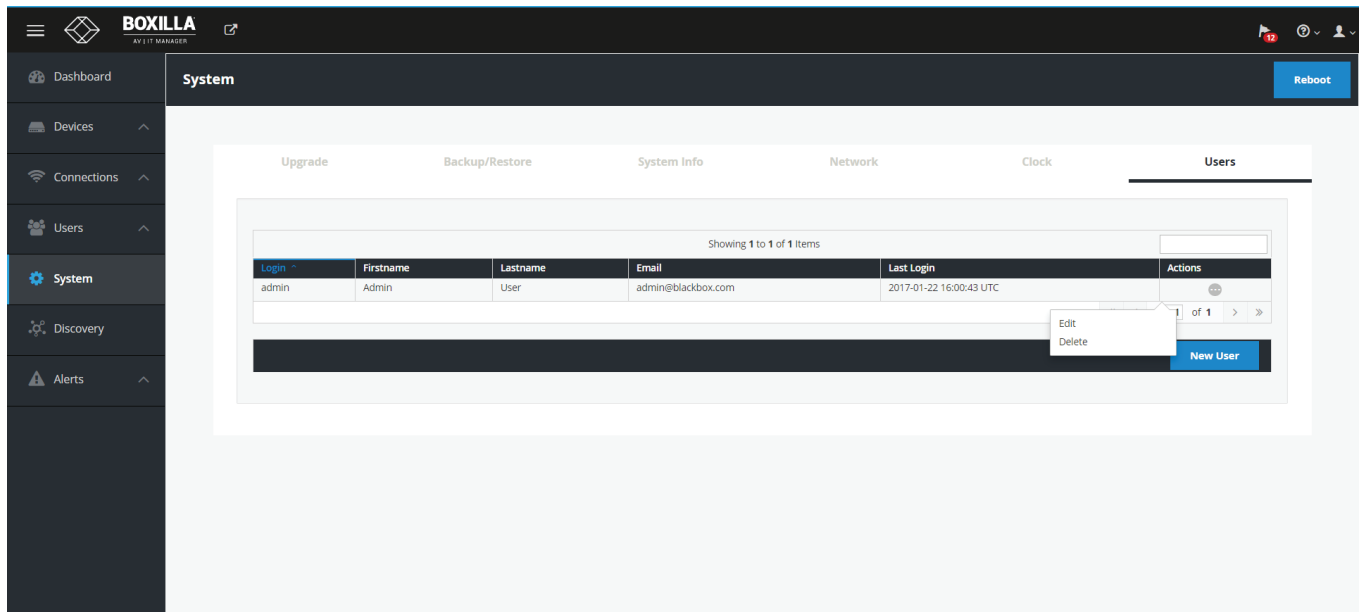 BOXILLA
AV | IT MANAGER
12
Dashboard
Devices
Connections
Users
System
Discovery
Alerts
System
Reboot
Upgrade Backup/Restore System Info Network Clock Users
Showing 1 to 1 of 1 Items
Login Firstname Lastname Email Last Login Actions
admin Admin User admin@blackbox.com 2017-01-22 16:00:43 UTC
1 of 1
Edit
Delete
New User